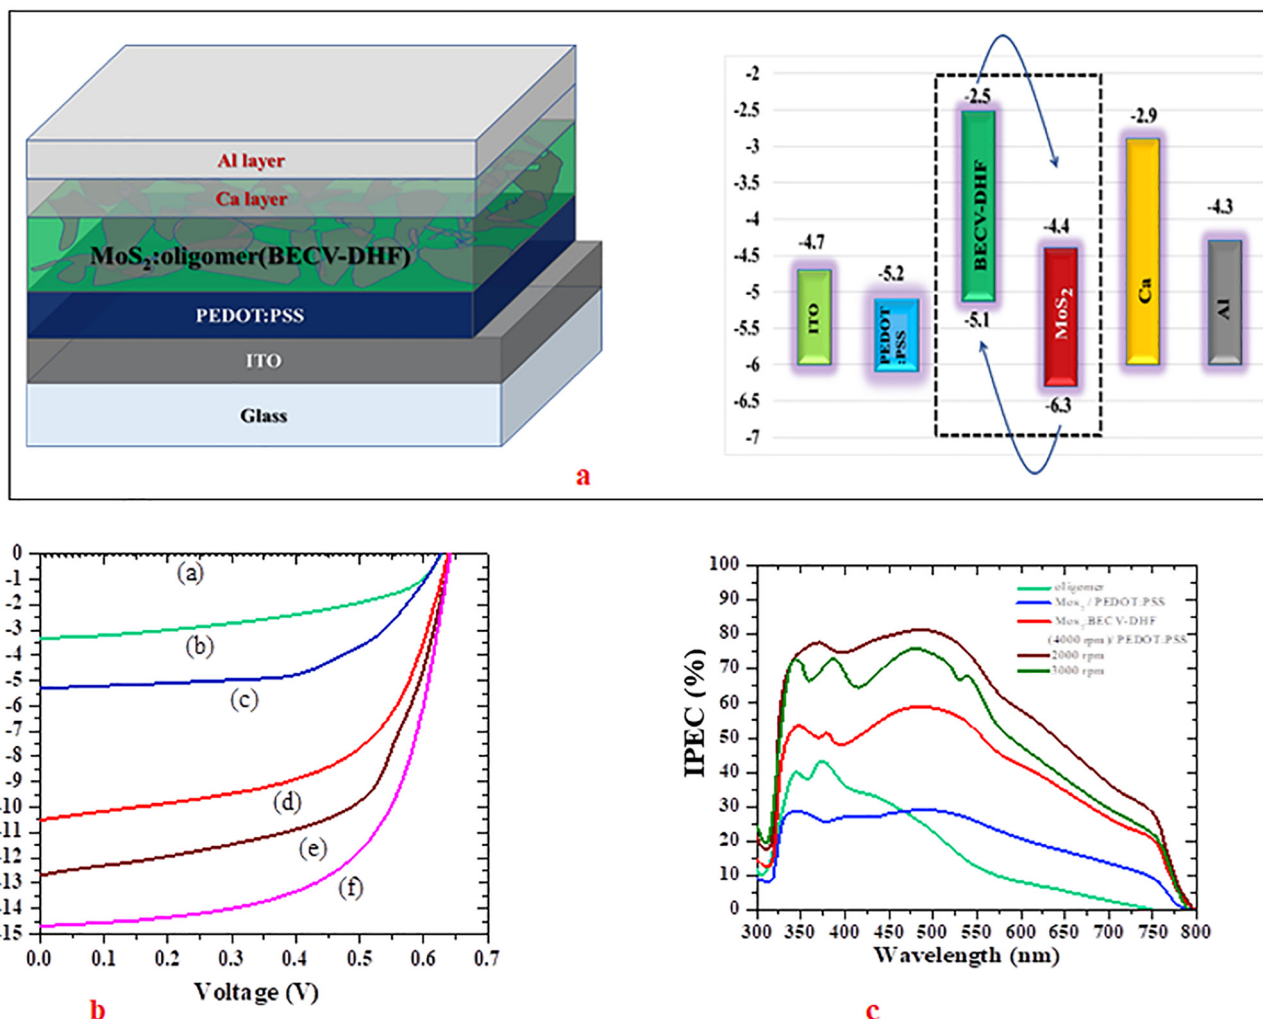 Al layer
Ca layer
MoS2:oligomer(BECV-DHF)
PEDOT:PSS
ITO
Glass
-2
-2.5
-3
-3.5
-4
-4.5
-5
-5.5
-6
-6.5
-7
-4.7
ITO
-5.2
PEDOT
:PSS
-2.5
BECV-DHF
-5.1
-4.4
MoS2
-6.3
-2.9
Ca
-4.3
Al
a
0
-1
-2
-3
-4
-5
-6
-7
-8
-9
-10
-11
-12
-13
-14
-15
(a)
(b)
(c)
(d)
(e)
(f)
0.0 0.1 0.2 0.3 0.4 0.5 0.6 0.7
Voltage (V)
b
IPEC (%)
100
90
80
70
60
50
40
30
20
10
0
oligomer
Mos2 / PEDOT:PSS
Mos2:BECV-DHF
(4000 rpm)/ PEDOT:PSS
2000 rpm
3000 rpm
300 350 400 450 500 550 600 650 700 750 800
Wavelength (nm)
c